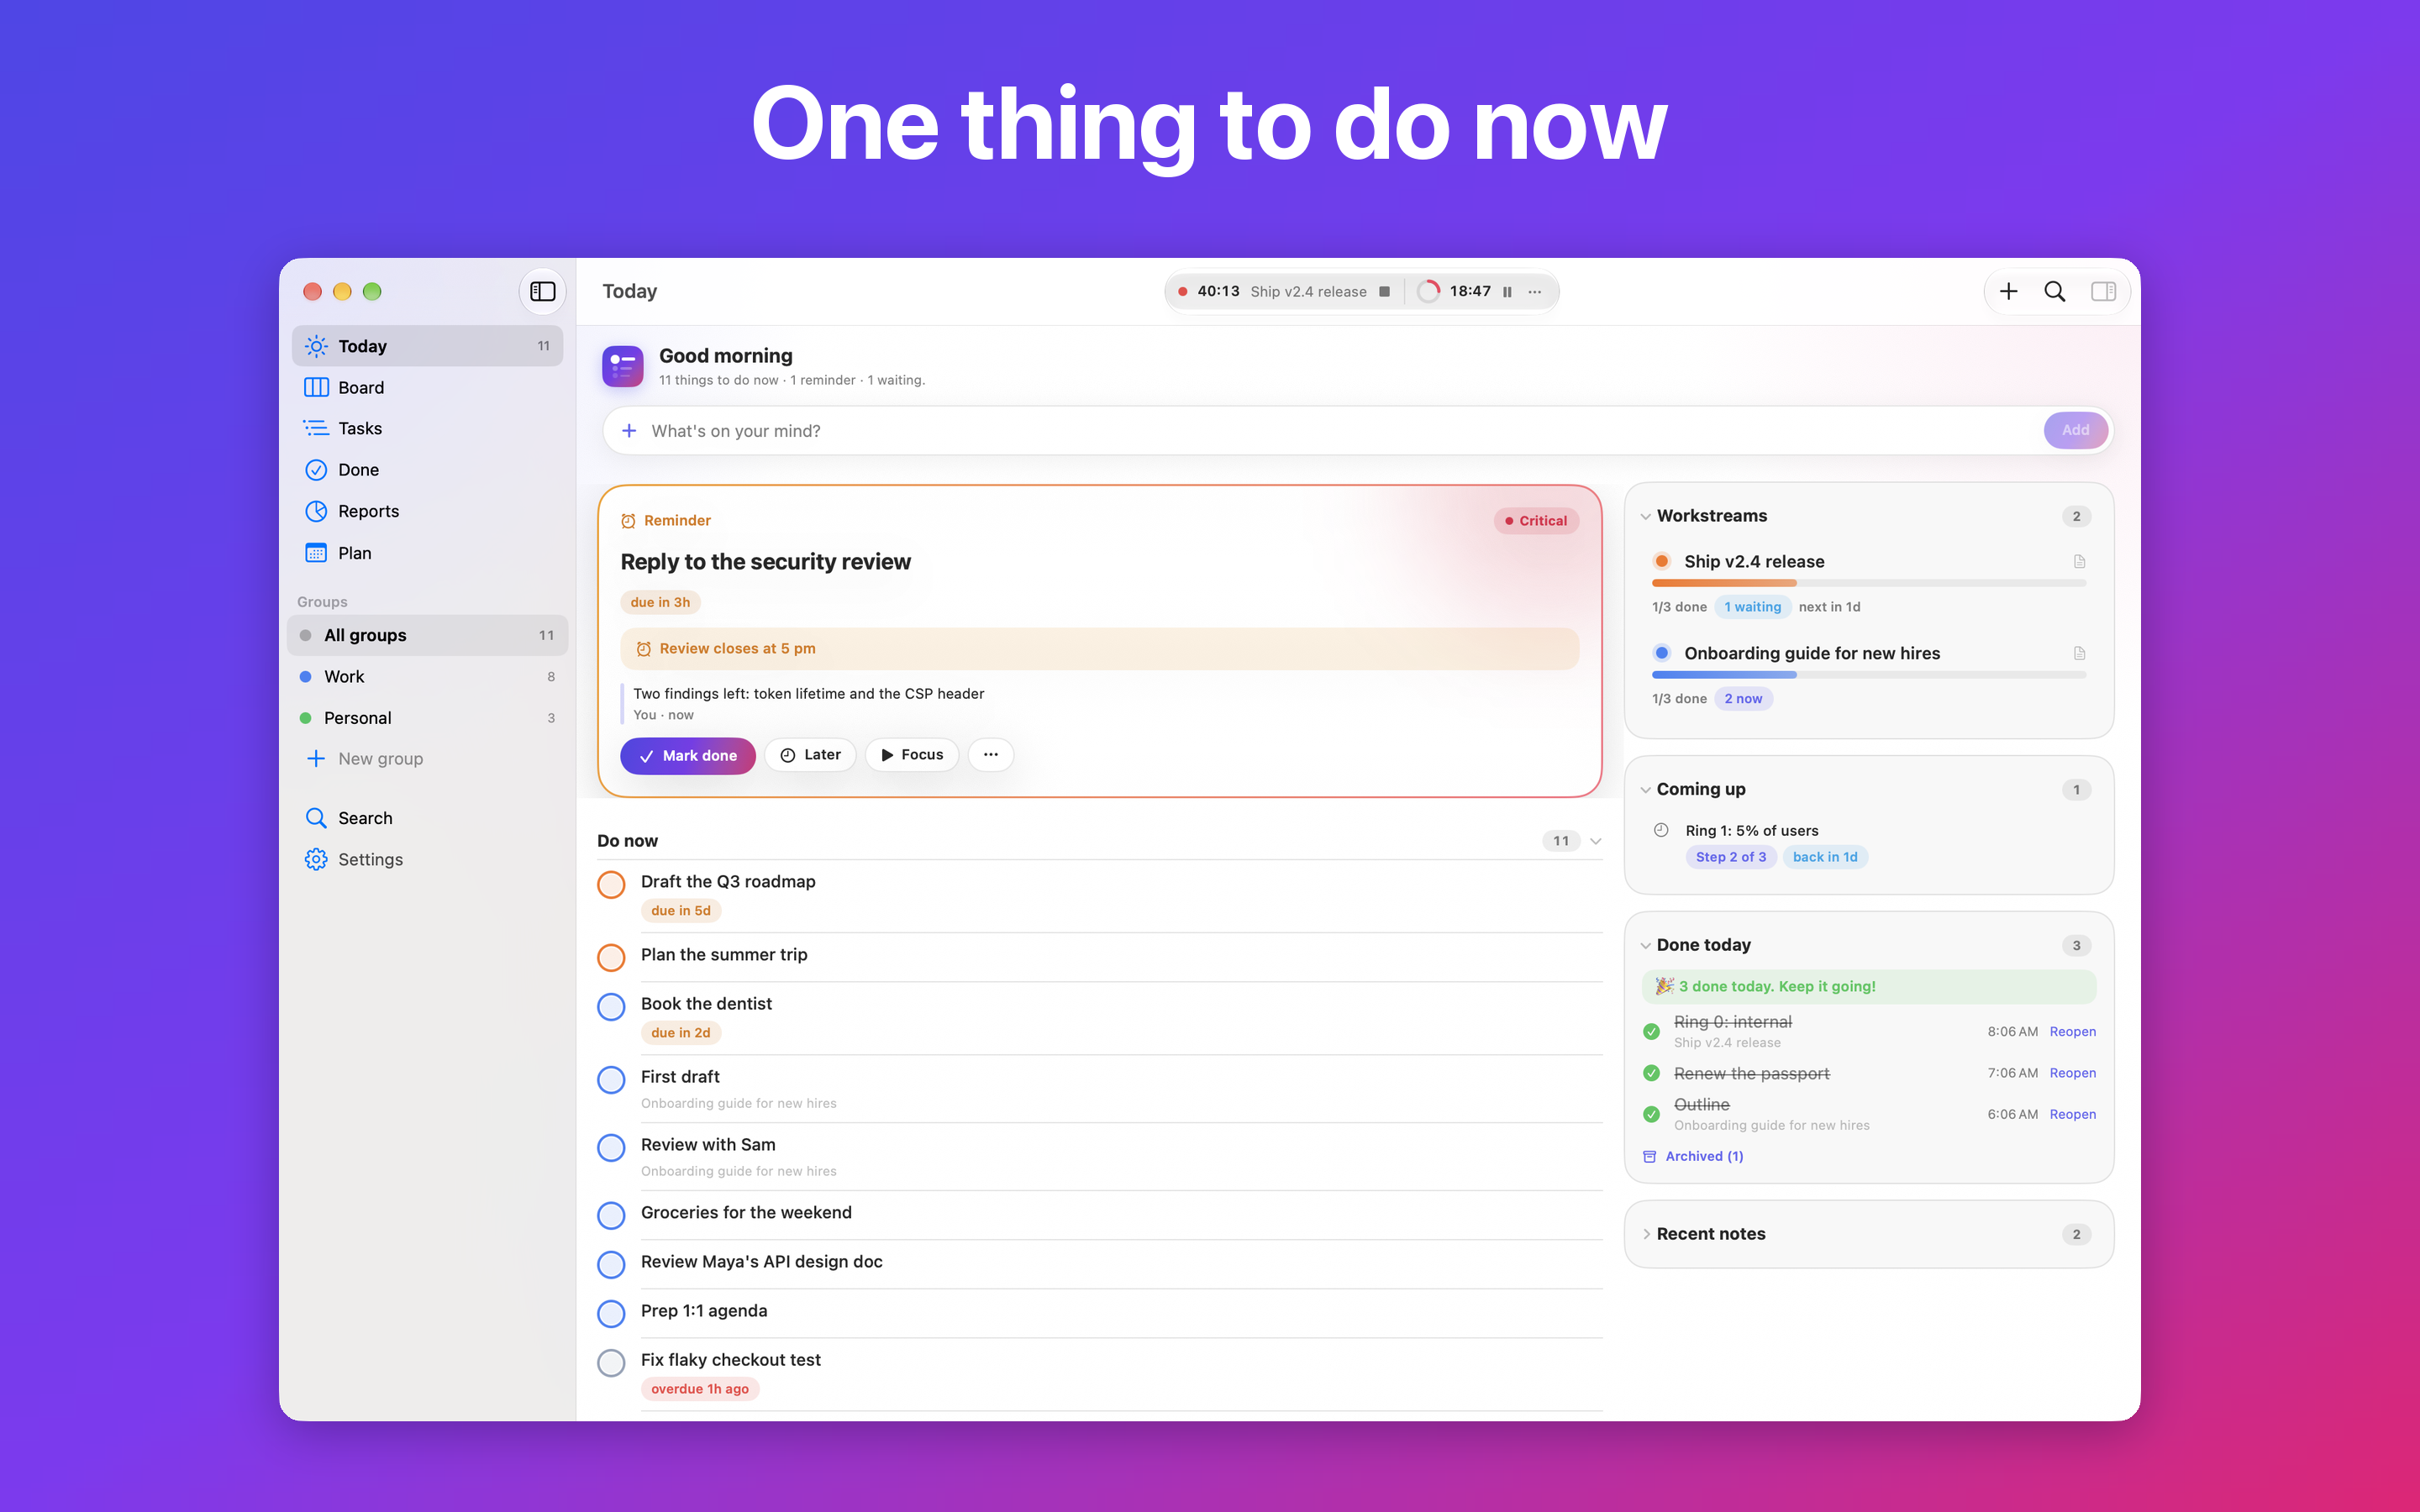 One thing to do now
Today
40:13 Ship v2.4 release 18:47
Today 11
Board
Tasks
Done
Reports
Plan
Groups
All groups 11
Work 8
Personal 3
New group
Search
Settings
Good morning
11 things to do now · 1 reminder · 1 waiting.
What's on your mind?
Add
Reminder
Critical
Reply to the security review
due in 3h
Review closes at 5 pm
Two findings left: token lifetime and the CSP header
You · now
Mark done Later Focus
Do now 11
Draft the Q3 roadmap
due in 5d
Plan the summer trip
Book the dentist
due in 2d
First draft
Onboarding guide for new hires
Review with Sam
Onboarding guide for new hires
Groceries for the weekend
Review Maya's API design doc
Prep 1:1 agenda
Fix flaky checkout test
overdue 1h ago
Workstreams 2
Ship v2.4 release
1/3 done 1 waiting next in 1d
Onboarding guide for new hires
1/3 done 2 now
Coming up 1
Ring 1: 5% of users
Step 2 of 3 back in 1d
Done today 3
🎉 3 done today. Keep it going!
Ring 0: internal 8:06 AM Reopen
Ship v2.4 release
Renew the passport 7:06 AM Reopen
Outline 6:06 AM Reopen
Onboarding guide for new hires
Archived (1)
Recent notes 2